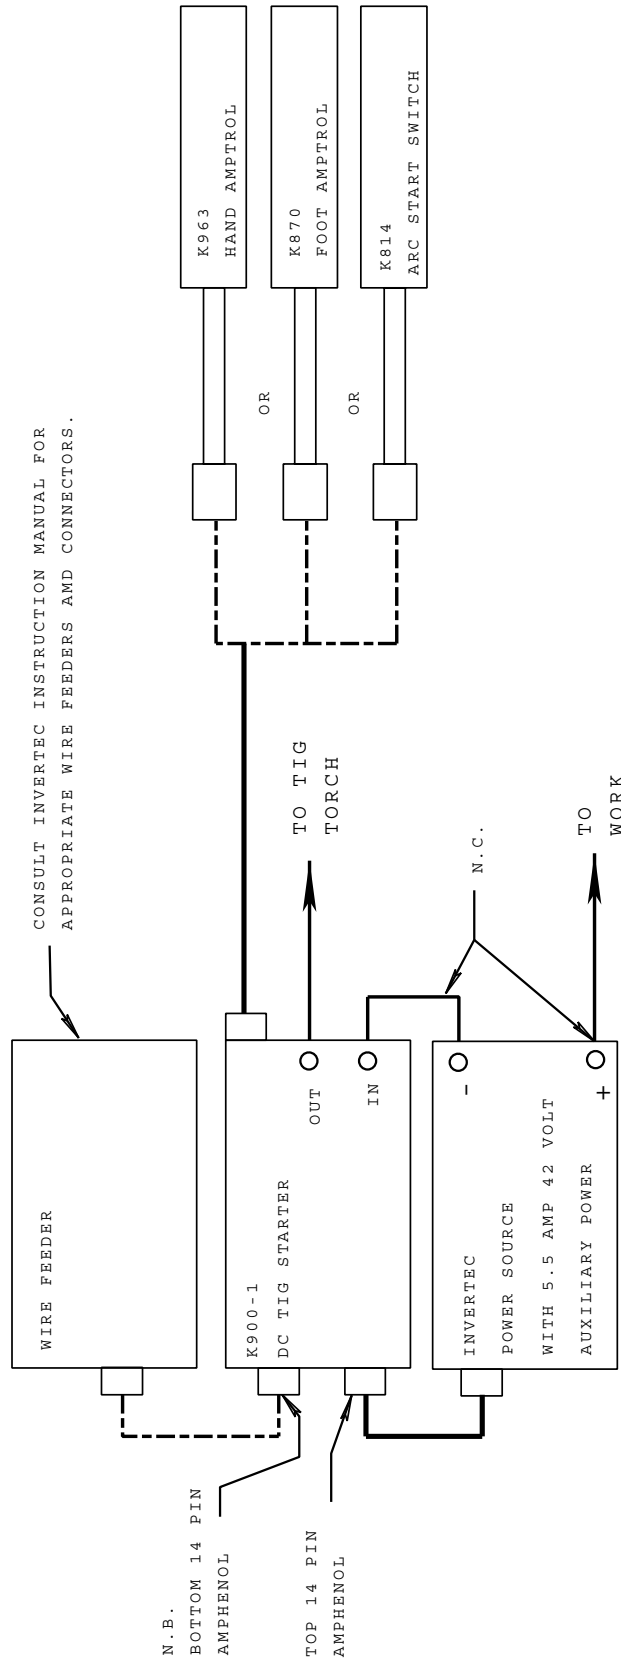 CONSULT INVERTEC INSTRUCTION MANUAL FOR
APPROPRIATE WIRE FEEDERS AMD CONNECTORS.
WIRE FEEDER
N.B.
BOTTOM 14 PIN
AMPHENOL
K900-1
DC TIG STARTER
OUT
IN
TO TIG
TORCH
K963
HAND AMPTROL
OR
K870
FOOT AMPTROL
OR
K814
ARC START SWITCH
TOP 14 PIN
AMPHENOL
N.C.
INVERTEC
POWER SOURCE
WITH 5.5 AMP 42 VOLT
AUXILIARY POWER
-
+
TO
WORK